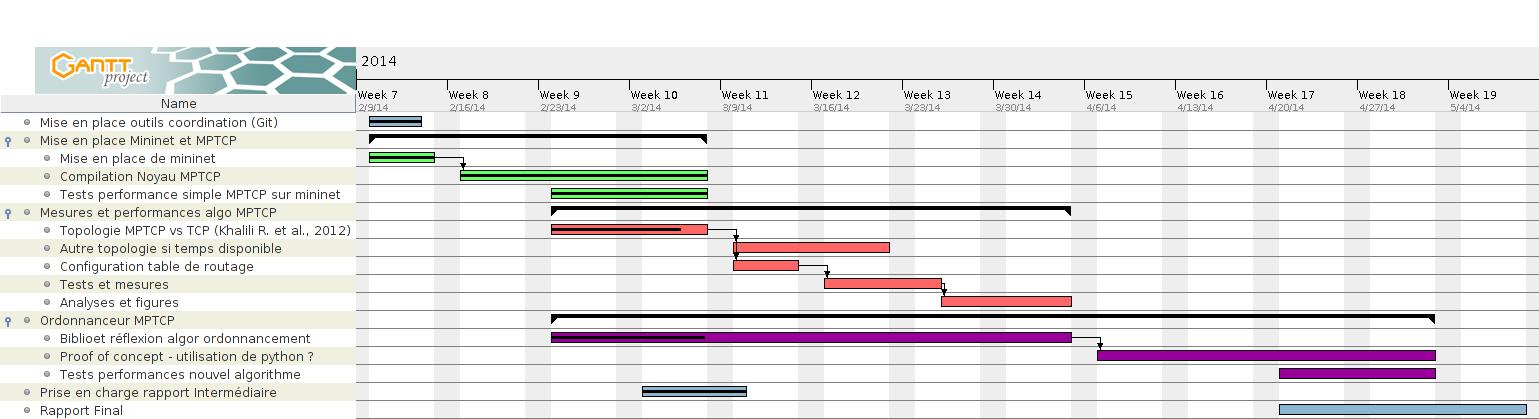 GANTT
project
2014
Week 7 Week 8 Week 9 Week 10 Week 11 Week 12 Week 13 Week 14 Week 15 Week 16 Week 17 Week 18 Week 19
2/9/14 2/16/14 2/23/14 3/2/14 3/9/14 3/16/14 3/23/14 3/30/14 4/6/14 4/13/14 4/20/14 4/27/14 5/4/14
Name
Mise en place outils coordination (Git)
Mise en place Mininet et MPTCP
Mise en place de mininet
Compilation Noyau MPTCP
Tests performance simple MPTCP sur mininet
Mesures et performances algo MPTCP
Topologie MPTCP vs TCP (Khalili R. et al., 2012)
Autre topologie si temps disponible
Configuration table de routage
Tests et mesures
Analyses et figures
Ordonnanceur MPTCP
Biblioet réflexion algor ordonnancement
Proof of concept - utilisation de python ?
Tests performances nouvel algorithme
Prise en charge rapport Intermédiaire
Rapport Final